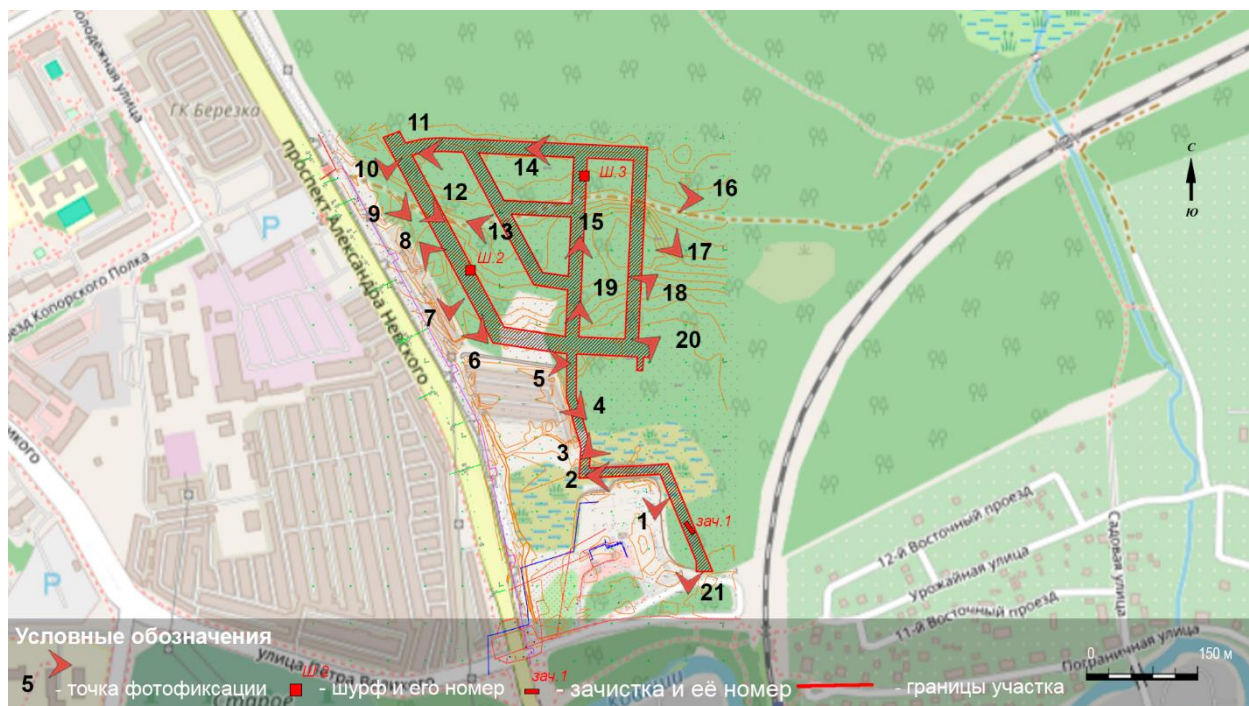 молодёжная улица
ГК Березка
проспект Александра Невского
P
проезд Копорского Полка
P
11
10
14
12
Ш.3
16
9
13
15
8
17
Ш.2
18
7
19
20
6
5
4
3
2
1
зач.1
21
С
Ю
12-й Восточный проезд
Урожайная улица
11-й Восточный проезд
Садовая улица
Пограничная улица
улица Петра Великого
Старое
Условные обозначения
5 - точка фотофиксации
- шурф и его номер
зач.1
- зачистка и её номер
- границы участка
0 150 м